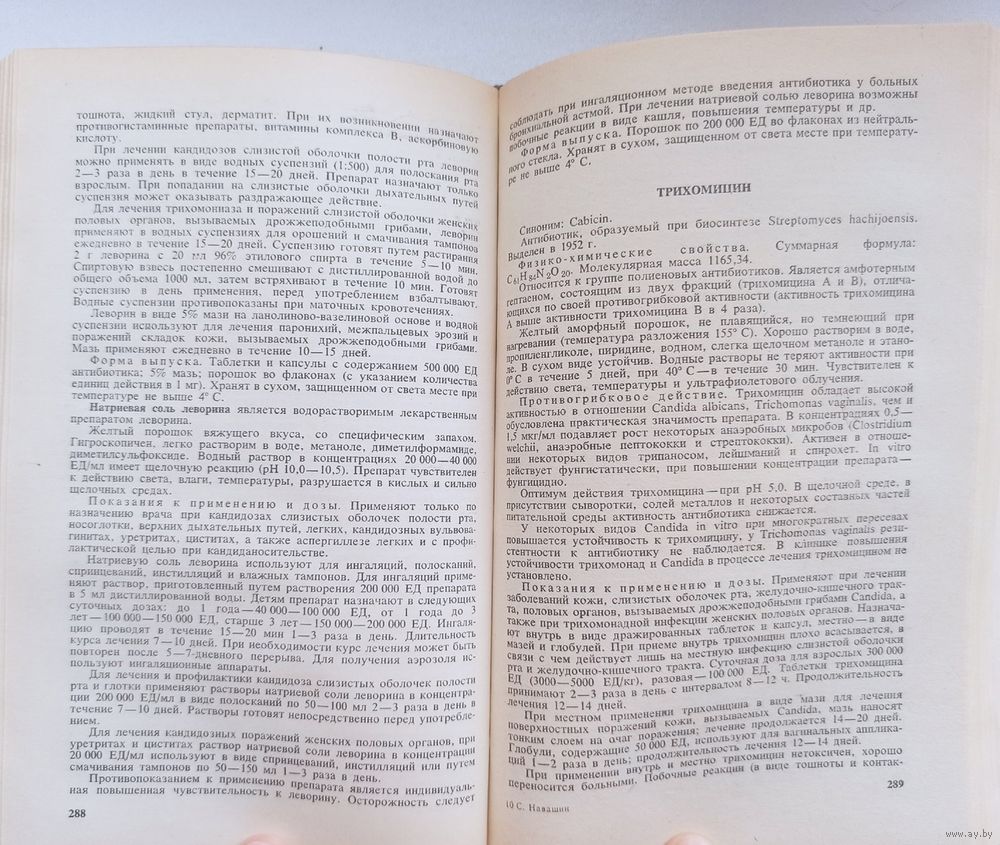 тошнота, жидкий стул, дерматит. При их возникновении назначают
противогистаминные препараты, витамины комплекса В, аскорбиновую
кислоту.
При лечении кандидозов слизистой оболочки полости рта леворин
можно применять в виде водных суспензий (1:500) для полоскания рта
2—3 раза в день в течение 15—20 дней. Препарат назначают только
взрослым. При попадании на слизистые оболочки дыхательных путей
суспензия может оказывать раздражающее действие.
Для лечения трихомониаза и поражений слизистой оболочки женских
половых органов, вызываемых дрожжеподобными грибами, леворин
применяют в водных суспензиях для орошений и смачивания тампонов
ежедневно в течение 15—20 дней. Суспензию готовят путем растирания
2 г леворина с 20 мл 96% этилового спирта в течение 5—10 мин.
Спиртовую взвесь постепенно смешивают с дистиллированной водой до
общего объема 1000 мл, затем встряхивают в течение 10 мин. Готовят
суспензию в день применения, перед употреблением взбалтывают.
Водные суспензии противопоказаны при маточных кровотечениях.
Леворин в виде 5% мази на ланолиново-вазелиновой основе и водной
суспензии используют для лечения паронихий, межпальцевых эрозий и
поражений складок кожи, вызываемых дрожжеподобными грибами.
Мазь применяют ежедневно в течение 10—15 дней.
Форма выпуска. Таблетки и капсулы с содержанием 500 000 ЕД
антибиотика; 5% мазь; порошок во флаконах (с указанием количества
единиц действия в 1 мг). Хранят в сухом, защищенном от света месте при
температуре не выше 4° С.
Натриевая соль леворина является водорастворимым лекарственным
препаратом леворина.
Желтый порошок вяжущего вкуса, со специфическим запахом.
Гигроскопичен, легко растворим в воде, метаноле, диметилформамиде,
диметилсульфоксиде. Водный раствор в концентрациях 20 000—40 000
ЕД/мл имеет щелочную реакцию (pH 10,0—10,5). Препарат чувствителен
к действию света, влаги, температуры, разрушается в кислых и сильно
щелочных средах.
Показания к применению и дозы. Применяют только по
назначению врача при кандидозах слизистых оболочек полости рта,
носоглотки, верхних дыхательных путей, легких, кандидозных вульвова-
гинитах, уретритах, циститах, а также аспергиллезе легких и с профи-
лактической целью при кандиданосительстве.
Натриевую соль леворина используют для ингаляций, полосканий,
спринцеваний, инстилляций и влажных тампонов. Для ингаляций приме-
няют раствор, приготовленный путем растворения 200 000 ЕД препарата
в 5 мл дистиллированной воды. Детям препарат назначают в следующих
суточных дозах: до 1 года—40 000—100 000 ЕД, от 1 года до 3
лет—100 000—150 000 ЕД, старше 3 лет—150 000—200 000 ЕД. Ингаля-
цию проводят в течение 15—20 мин 1—3 раза в день. Длительность
курса лечения 7—10 дней. При необходимости курс лечения может быть
повторен после 5—7-дневного перерыва. Для получения аэрозоля ис-
пользуют ингаляционные аппараты.
Для лечения и профилактики кандидоза слизистых оболочек полости
рта и глотки применяют растворы натриевой соли леворина в концентра-
ции 200 000 ЕД/мл в виде полосканий по 50—100 мл 2—3 раза в день в
течение 7—10 дней. Растворы готовят непосредственно перед употребле-
нием.
Для лечения кандидозных поражений женских половых органов, при
уретритах и циститах раствор натриевой соли леворина в концентрации
20 000 ЕД/мл используют в виде спринцеваний, инстилляций или путем
смачивания тампонов по 50—150 мл 1—3 раза в день.
Противопоказанием к применению препарата является индивидуаль-
ная повышенная чувствительность к леворину. Осторожность следует
288
соблюдать при ингаляционном методе введения антибиотика у больных
бронхиальной астмой. При лечении натриевой солью леворина возможны
побочные реакции в виде кашля, повышения температуры и др.
Форма выпуска. Порошок по 200 000 ЕД во флаконах из нейтраль-
ного стекла. Хранят в сухом, защищенном от света месте при температу-
ре не выше 4° С.
ТРИХОМИЦИН
Синоним: Cabicin.
Антибиотик, образуемый при биосинтезе Streptomyces hachijoensis.
Выделен в 1952 г.
Физико-химические свойства. Суммарная формула:
C61H84N2O20. Молекулярная масса 1165,34.
Относится к группе полиеновых антибиотиков. Является амфотерным
гептаеном, состоящим из двух фракций (трихомицина А и В), отлича-
ющихся по своей противогрибковой активности (активность трихомицина
А выше активности трихомицина В в 4 раза).
Желтый аморфный порошок, не плавящийся, но темнеющий при
нагревании (температура разложения 155° С). Хорошо растворим в воде,
пропиленгликоле, пиридине, водном, слегка щелочном метаноле и этано-
ле. В сухом виде устойчив. Водные растворы не теряют активности при
0° С в течение 5 дней, при 40° С—в течение 30 мин. Чувствителен к
действию света, температуры и ультрафиолетового облучения.
Противогрибковое действие. Трихомицин обладает высокой
активностью в отношении Candida albicans, Trichomonas vaginalis, чем и
обусловлена практическая значимость препарата. В концентрациях 0,5—
1,5 мкг/мл подавляет рост некоторых анаэробных микробов (Clostridium
welchii, анаэробные пептококки и стрептококки). Активен в отноше-
нии некоторых видов трипаносом, лейшманий и спирохет. In vitro
действует фунгистатически, при повышении концентрации препарата—
фунгицидно.
Оптимум действия трихомицина—при pH 5,0. В щелочной среде, в
присутствии сыворотки, солей металлов и некоторых составных частей
питательной среды активность антибиотика снижается.
У некоторых видов Candida in vitro при многократных пересевах
повышается устойчивость к трихомицину, у Trichomonas vaginalis рези-
стентности к антибиотику не наблюдается. В клинике повышения
устойчивости трихомонад и Candida в процессе лечения трихомицином не
установлено.
Показания к применению и дозы. Применяют при лечении
заболеваний кожи, слизистых оболочек рта, желудочно-кишечного трак-
та, половых органов, вызываемых дрожжеподобными грибами Candida, а
также при трихомонадной инфекции женских половых органов. Назнача-
ют внутрь в виде дражированных таблеток и капсул, местно—в виде
мазей и глобулей. При приеме внутрь трихомицин плохо всасывается, в
связи с чем действует лишь на местную инфекцию слизистой оболочки
рта и желудочно-кишечного тракта. Суточная доза для взрослых 300 000
ЕД (3000—5000 ЕД/кг), разовая—100 000 ЕД. Таблетки трихомицина
принимают 2—3 раза в день с интервалом 8—12 ч. Продолжительность
лечения 12—14 дней.
При местном применении трихомицина в виде мази для лечения
поверхностных поражений кожи, вызываемых Candida, мазь наносят
тонким слоем на очаг поражения; лечение продолжается 14—20 дней.
Глобули, содержащие 50 000 ЕД, используют для вагинальных апплика-
ций 1—2 раза в день; продолжительность лечения 12—14 дней.
При применении внутрь и местно трихомицин нетоксичен, хорошо
переносится больными. Побочные реакции (в виде тошноты и контак-
10 С. Навашин
289
www.ay.by